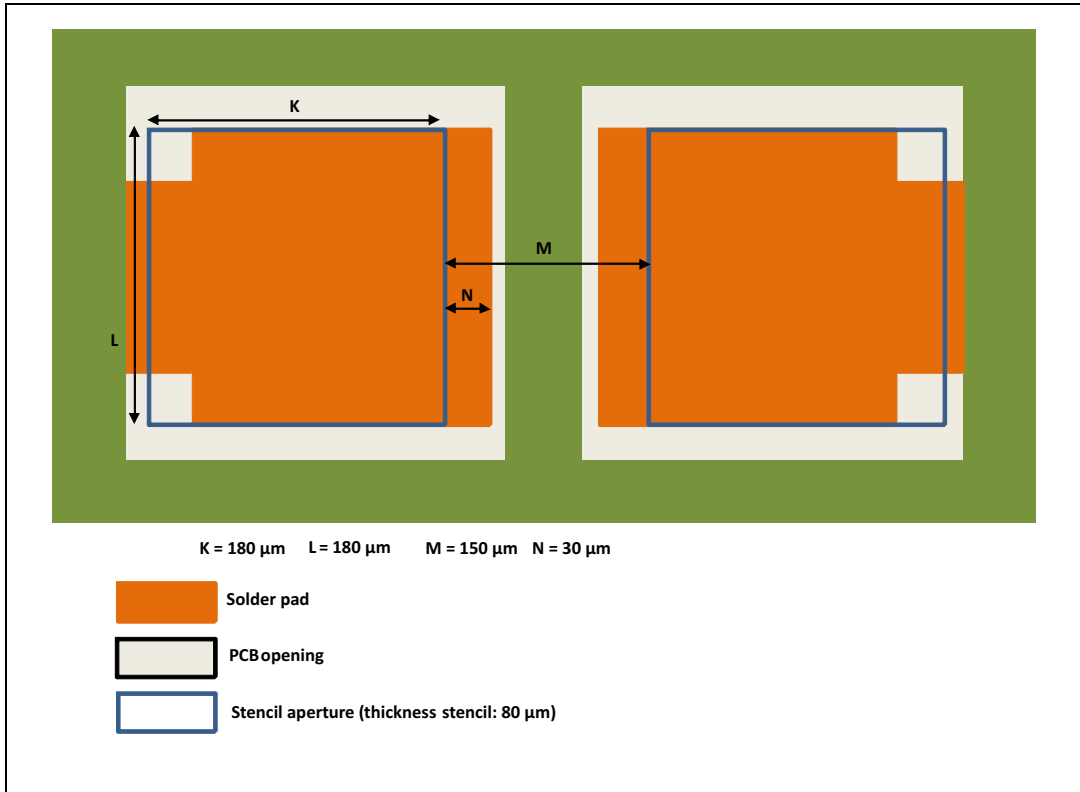 K
M
N
L
K = 180 µm L = 180 µm M = 150 µm N = 30 µm
Solder pad
PCB opening
Stencil aperture (thickness stencil: 80 µm)